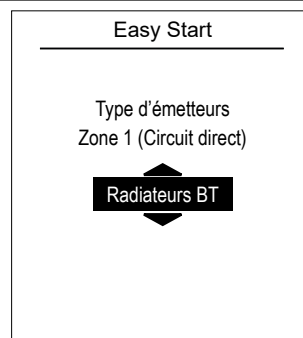 Easy Start
Type d'émetteurs
Zone 1 (Circuit direct)
Radiateurs BT